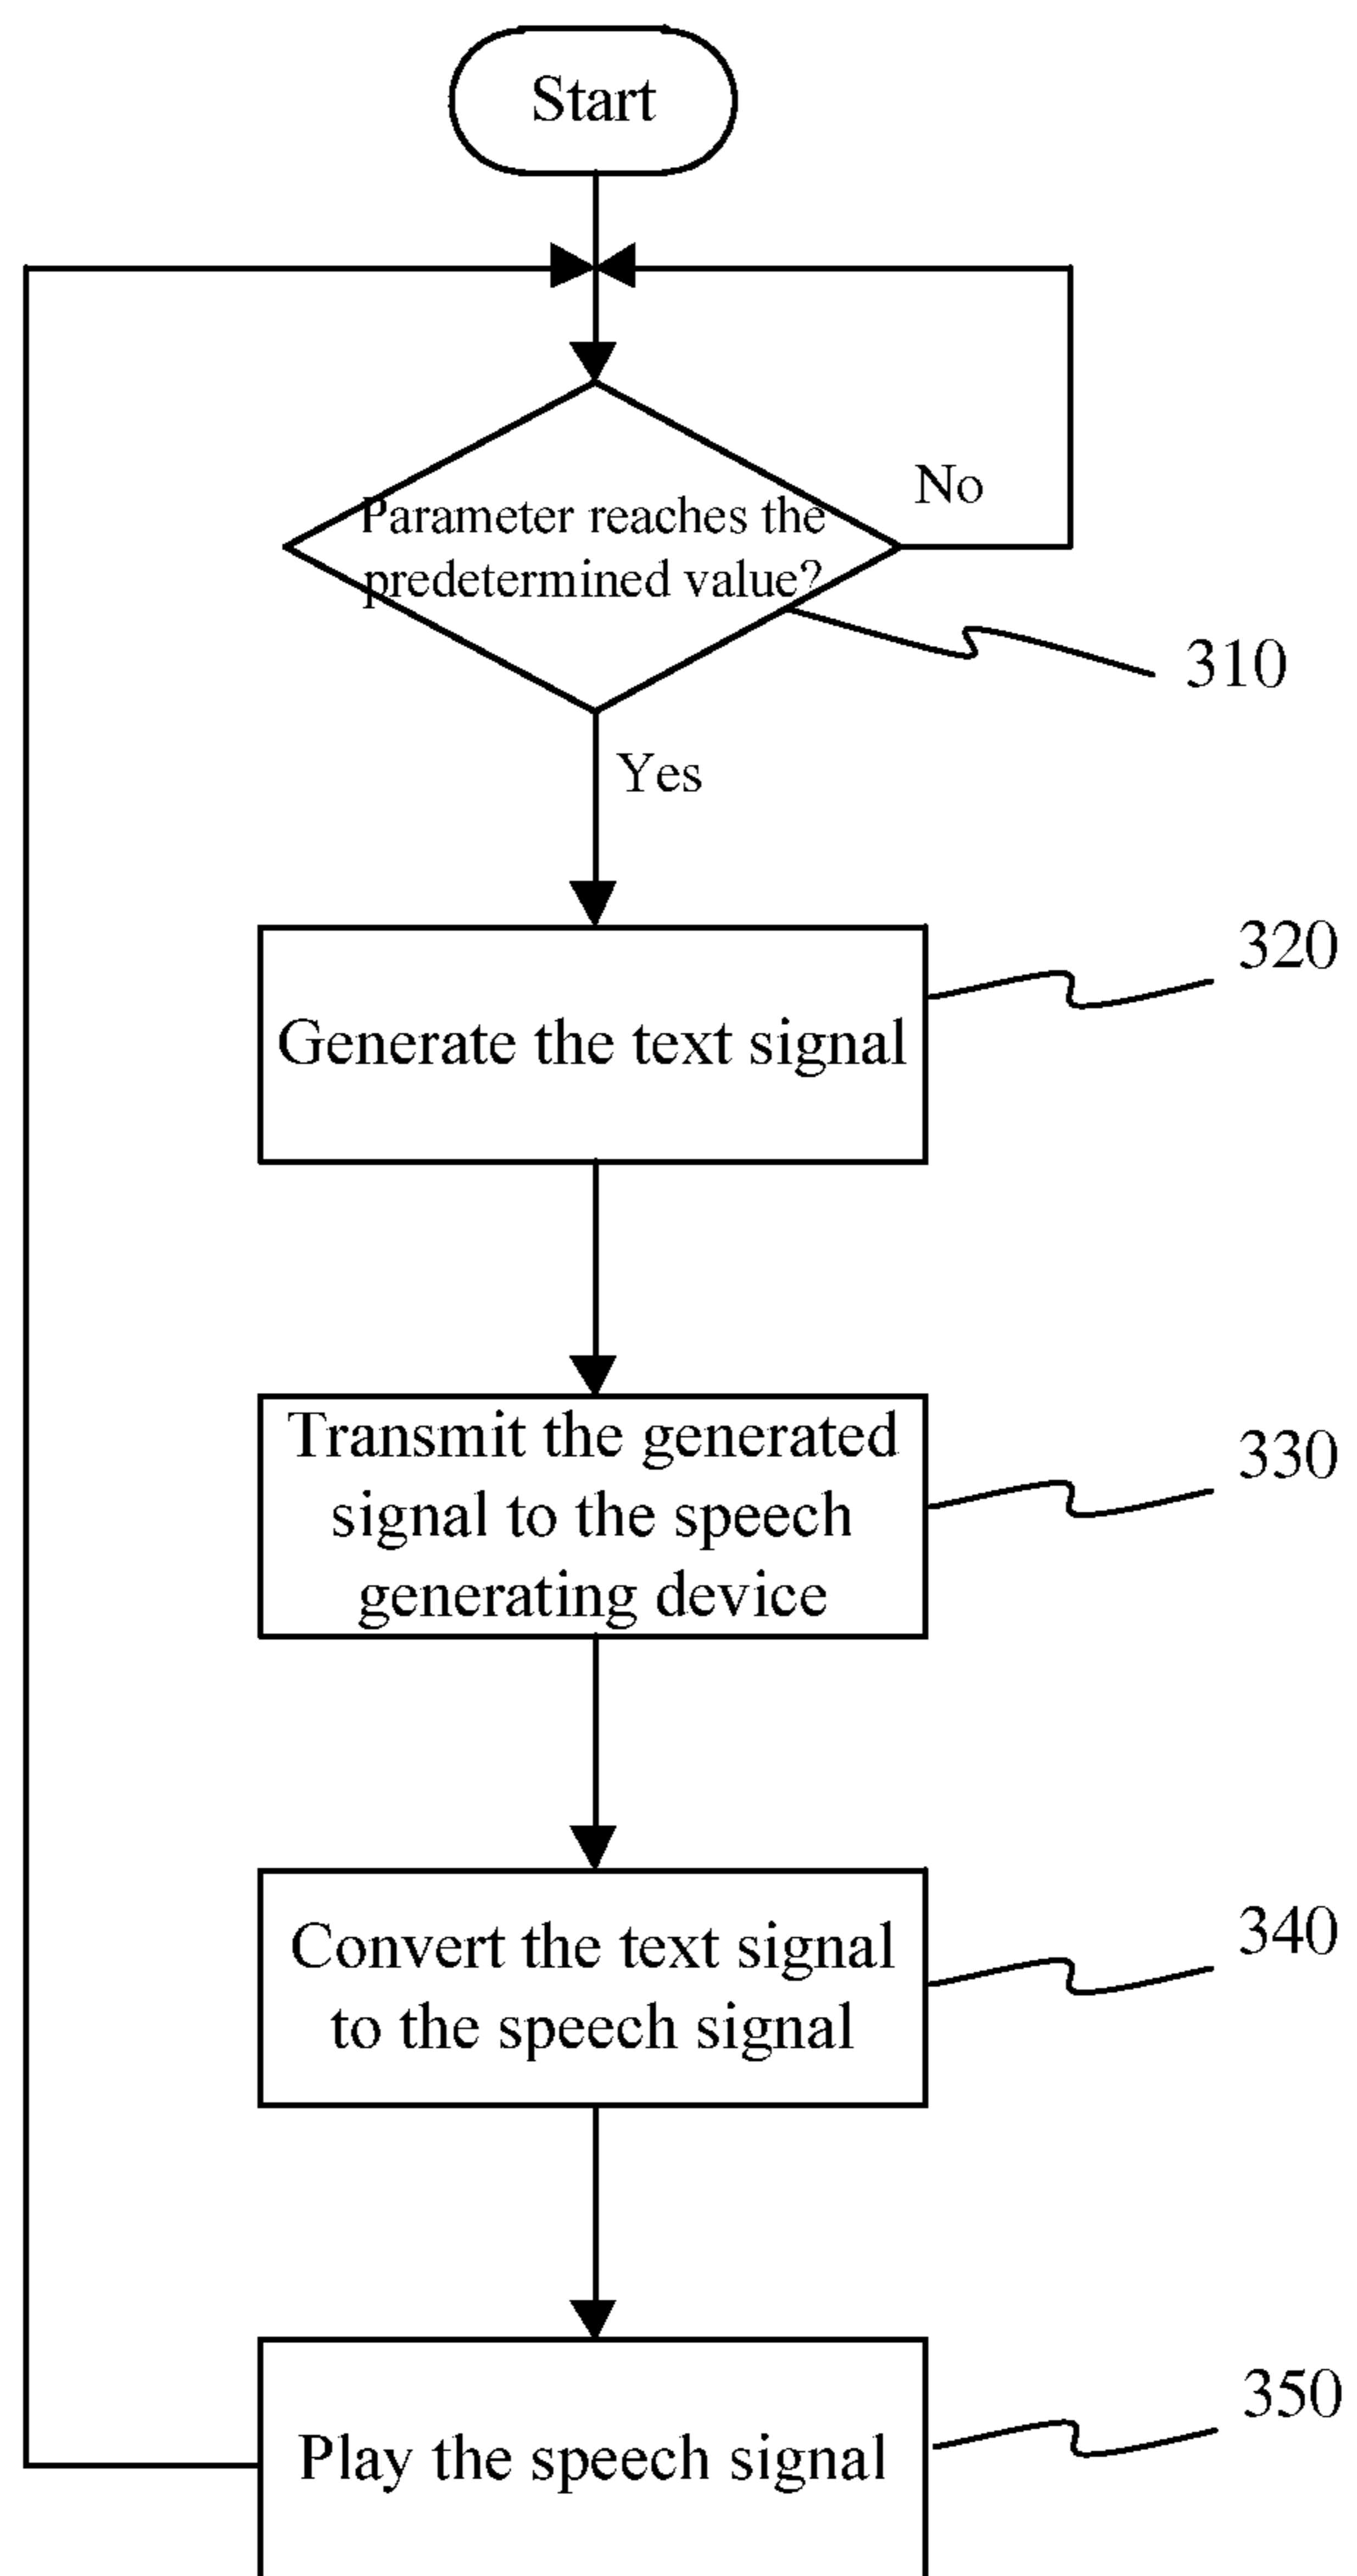 Start
Parameter reaches the
predetermined value?
No
310
Yes
320
Generate the text signal
330
Transmit the generated
signal to the speech
generating device
340
Convert the text signal
to the speech signal
350
Play the speech signal